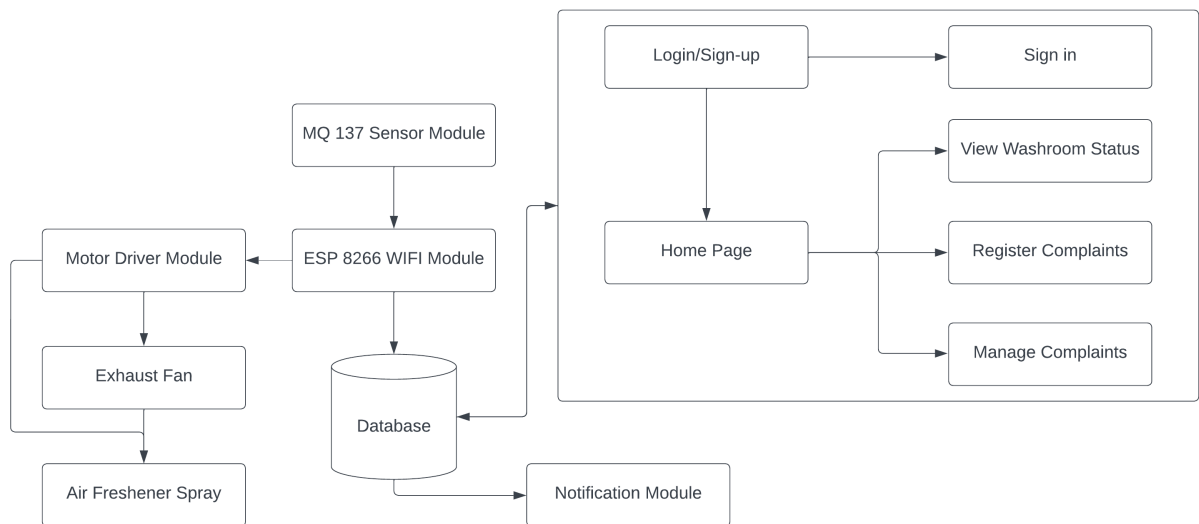 Login/Sign-up
Sign in
MQ 137 Sensor Module
View Washroom Status
Motor Driver Module
ESP 8266 WIFI Module
Home Page
Register Complaints
Exhaust Fan
Manage Complaints
Database
Air Freshener Spray
Notification Module